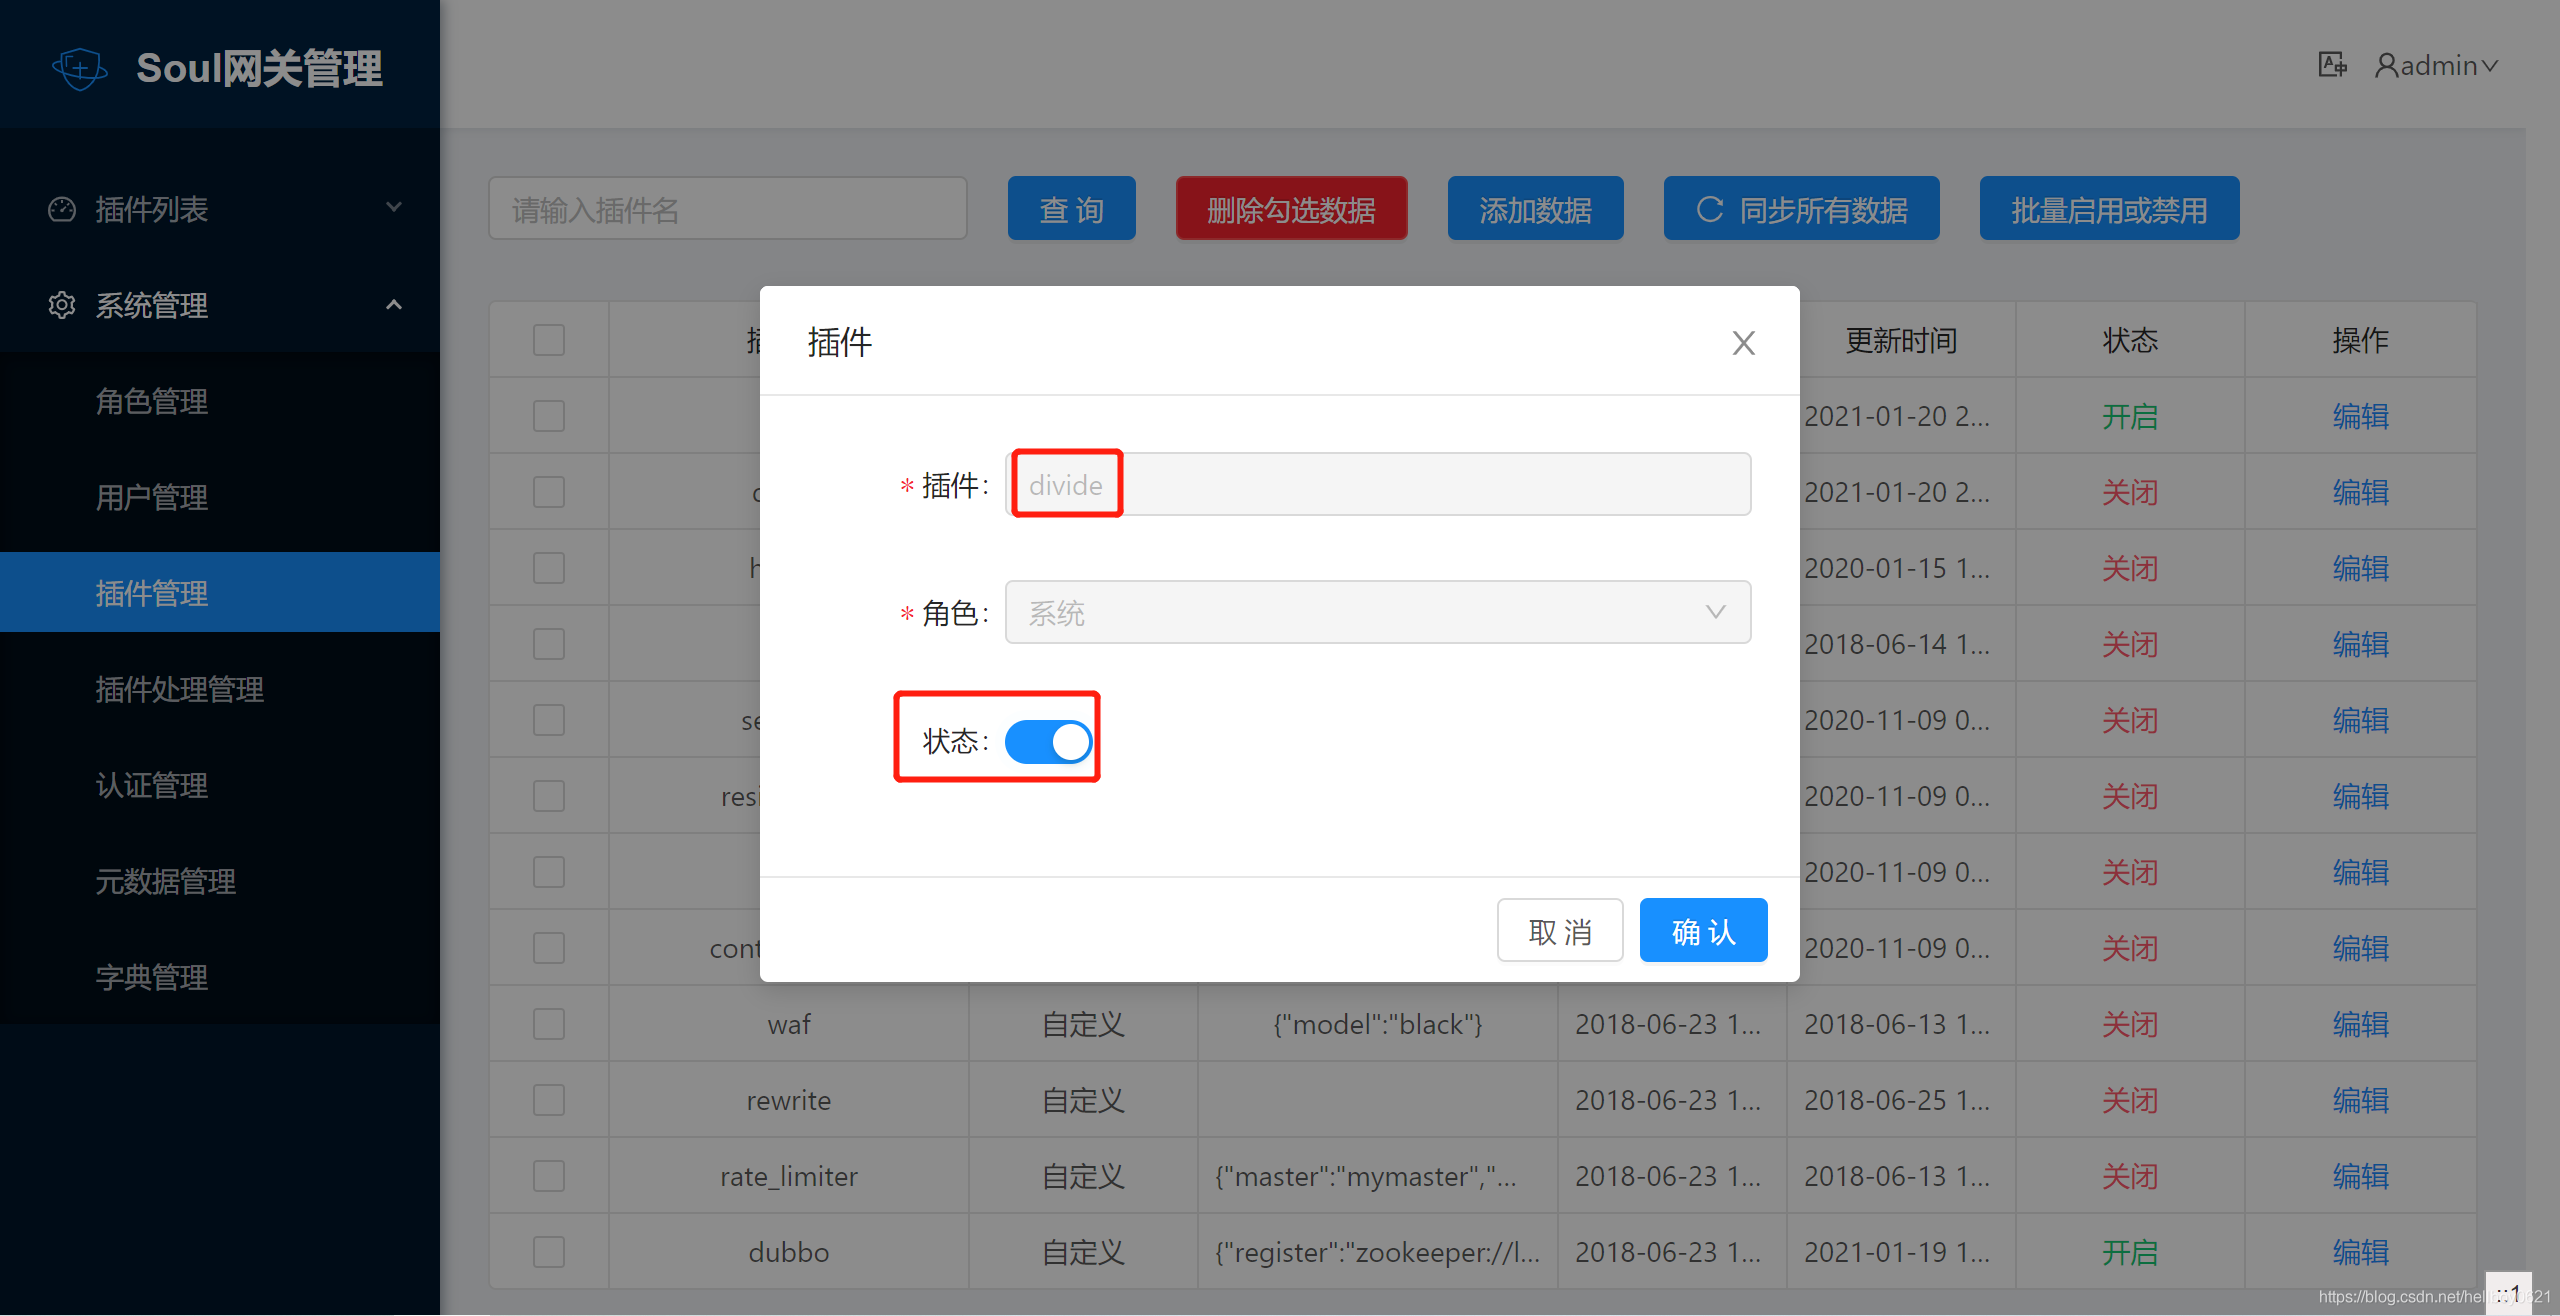 Soul网关管理
admin
插件列表
系统管理
角色管理
用户管理
插件管理
插件处理管理
认证管理
元数据管理
字典管理
请输入插件名
查 询
删除勾选数据
添加数据
同步所有数据
批量启用或禁用
更新时间 状态 操作
2021-01-20 2... 开启 编辑
2021-01-20 2... 关闭 编辑
2020-01-15 1... 关闭 编辑
2018-06-14 1... 关闭 编辑
2020-11-09 0... 关闭 编辑
resi 2020-11-09 0... 关闭 编辑
2020-11-09 0... 关闭 编辑
cont 2020-11-09 0... 关闭 编辑
waf 自定义 {"model":"black"} 2018-06-23 1... 2018-06-13 1... 关闭 编辑
rewrite 自定义 2018-06-23 1... 2018-06-25 1... 关闭 编辑
rate_limiter 自定义 {"master":"mymaster","... 2018-06-23 1... 2018-06-13 1... 关闭 编辑
dubbo 自定义 {"register":"zookeeper://l... 2018-06-23 1... 2021-01-19 1... 开启 编辑
插件
* 插件:
divide
* 角色:
系统
状态:
取 消
确 认